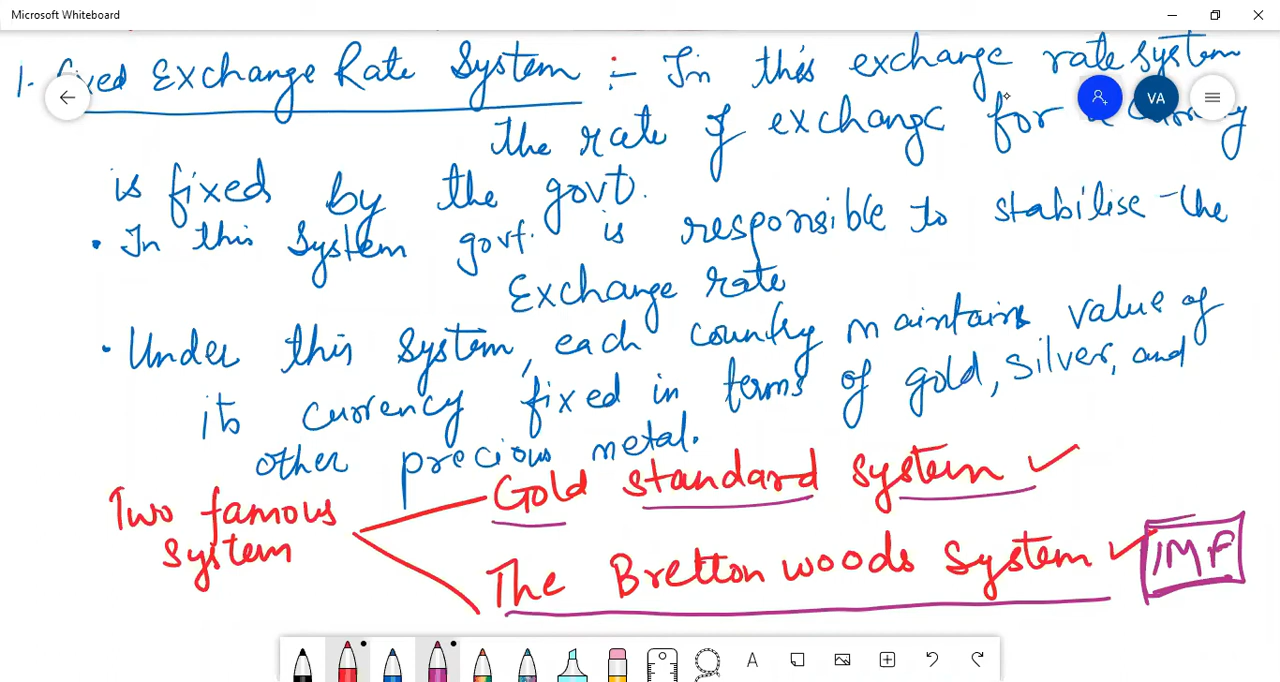 Microsoft Whiteboard
1. Fixed Exchange Rate System :- In this exchange rate system
VA
the rate of exchange for a currency
is fixed by the govt.
• In this System govt. is responsible to stabilise the
Exchange rate
• Under this System, each country maintains value of
its currency fixed in terms of gold, silver, and
other precious metal.
Two famous
System
Gold standard system ✓
The Bretton woods System ✓
IMF
A